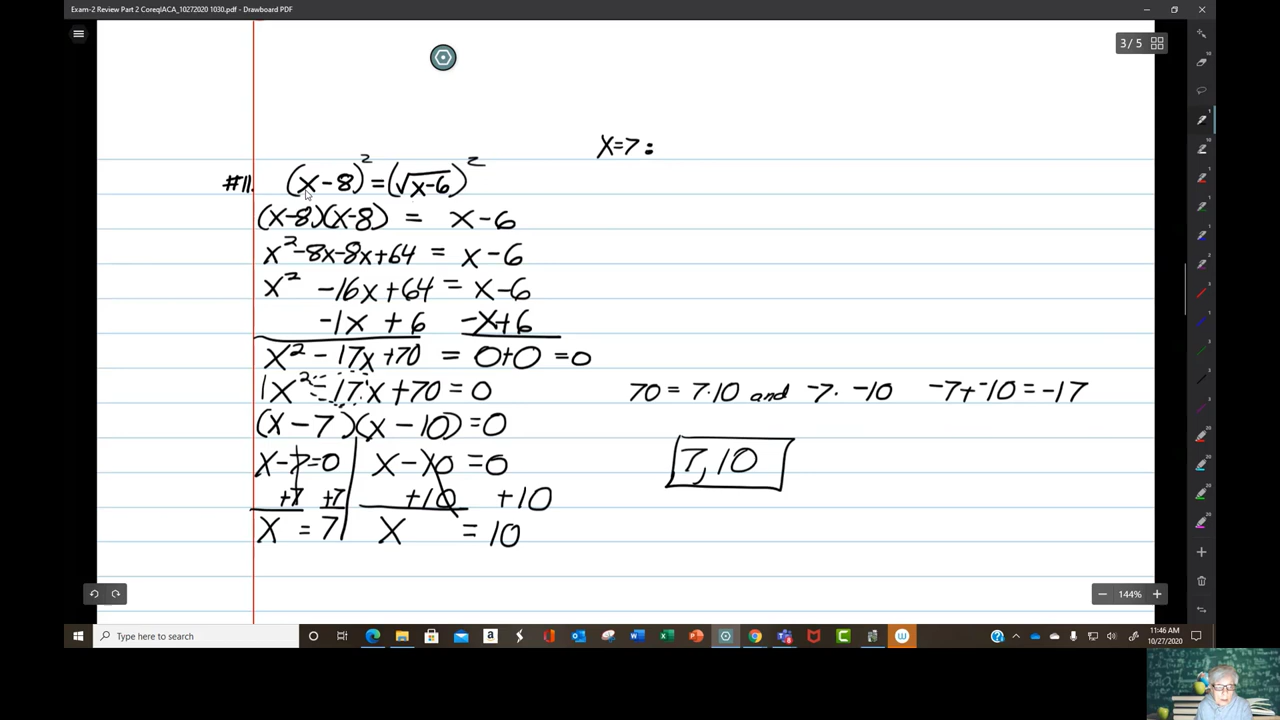 Exam-2 Review Part 2 CoreqIACA_10272020 1030.pdf - Drawboard PDF
3 / 5
X=7:
#11. (x-8)² = (√x-6)²
(x-8)(x-8) = x-6
x²-8x-8x+64 = x-6
x² -16x+64 = x-6
-1x + 6 -x+6
x² - 17x +70 = 0+0 =0
1x² - 17x +70 = 0
70 = 7·10 and -7· -10 -7+-10 = -17
(x-7)(x-10)=0
x-7=0 x-10=0
7,10
+7 +7 +10 +10
x = 7 x = 10
144%
Type here to search
11:46 AM
10/27/2020